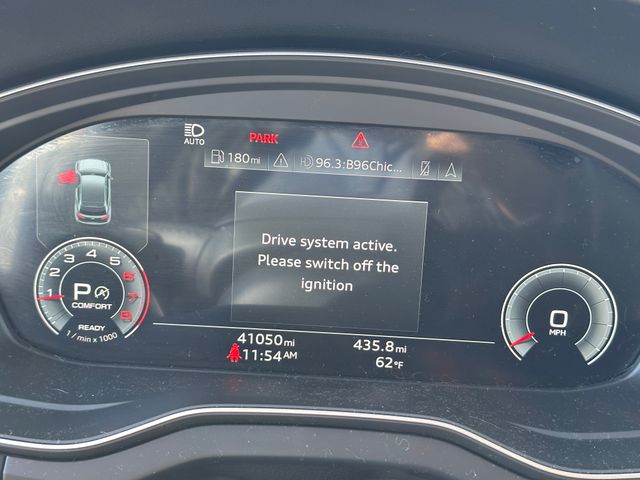 AUTO
PARK
180mi
96.3:B96Chic...
Drive system active.
Please switch off the
ignition
1 2 3 4 5 6 7 8
P
COMFORT
READY
1 / min x 1000
0
MPH
41050mi
435.8mi
11:54AM
62°F